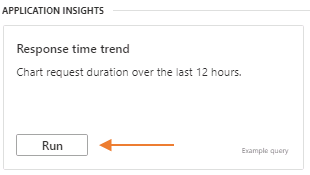 APPLICATION INSIGHTS
Response time trend
Chart request duration over the last 12 hours.
Run
Example query